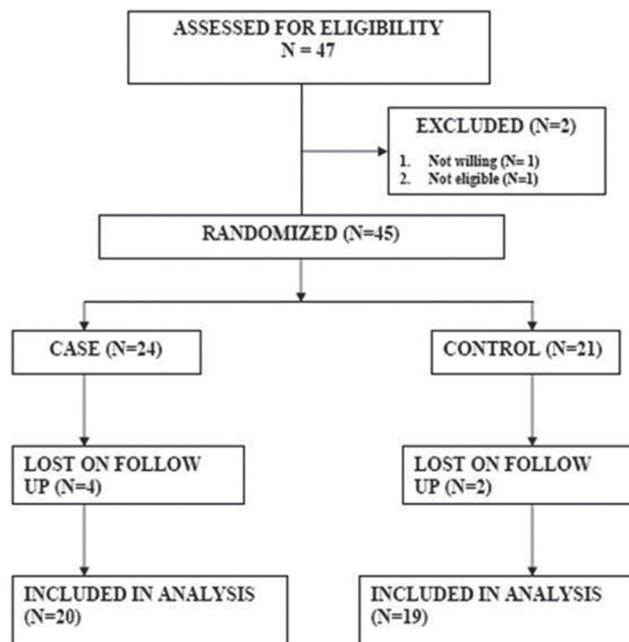 ASSESSED FOR ELIGIBILITY
N = 47
EXCLUDED (N=2)
1. Not willing (N= 1)
2. Not eligible (N=1)
RANDOMIZED (N=45)
CASE (N=24)
CONTROL (N=21)
LOST ON FOLLOW
UP (N=4)
LOST ON FOLLOW
UP (N=2)
INCLUDED IN ANALYSIS
(N=20)
INCLUDED IN ANALYSIS
(N=19)